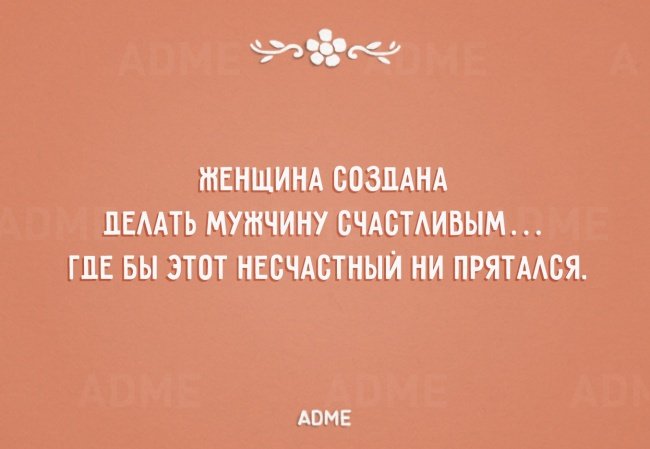 ЖЕНЩИНА СОЗДАНА
ДЕЛАТЬ МУЖЧИНУ СЧАСТЛИВЫМ...
ГДЕ БЫ ЭТОТ НЕСЧАСТНЫЙ НИ ПРЯТАЛСЯ.
ADME